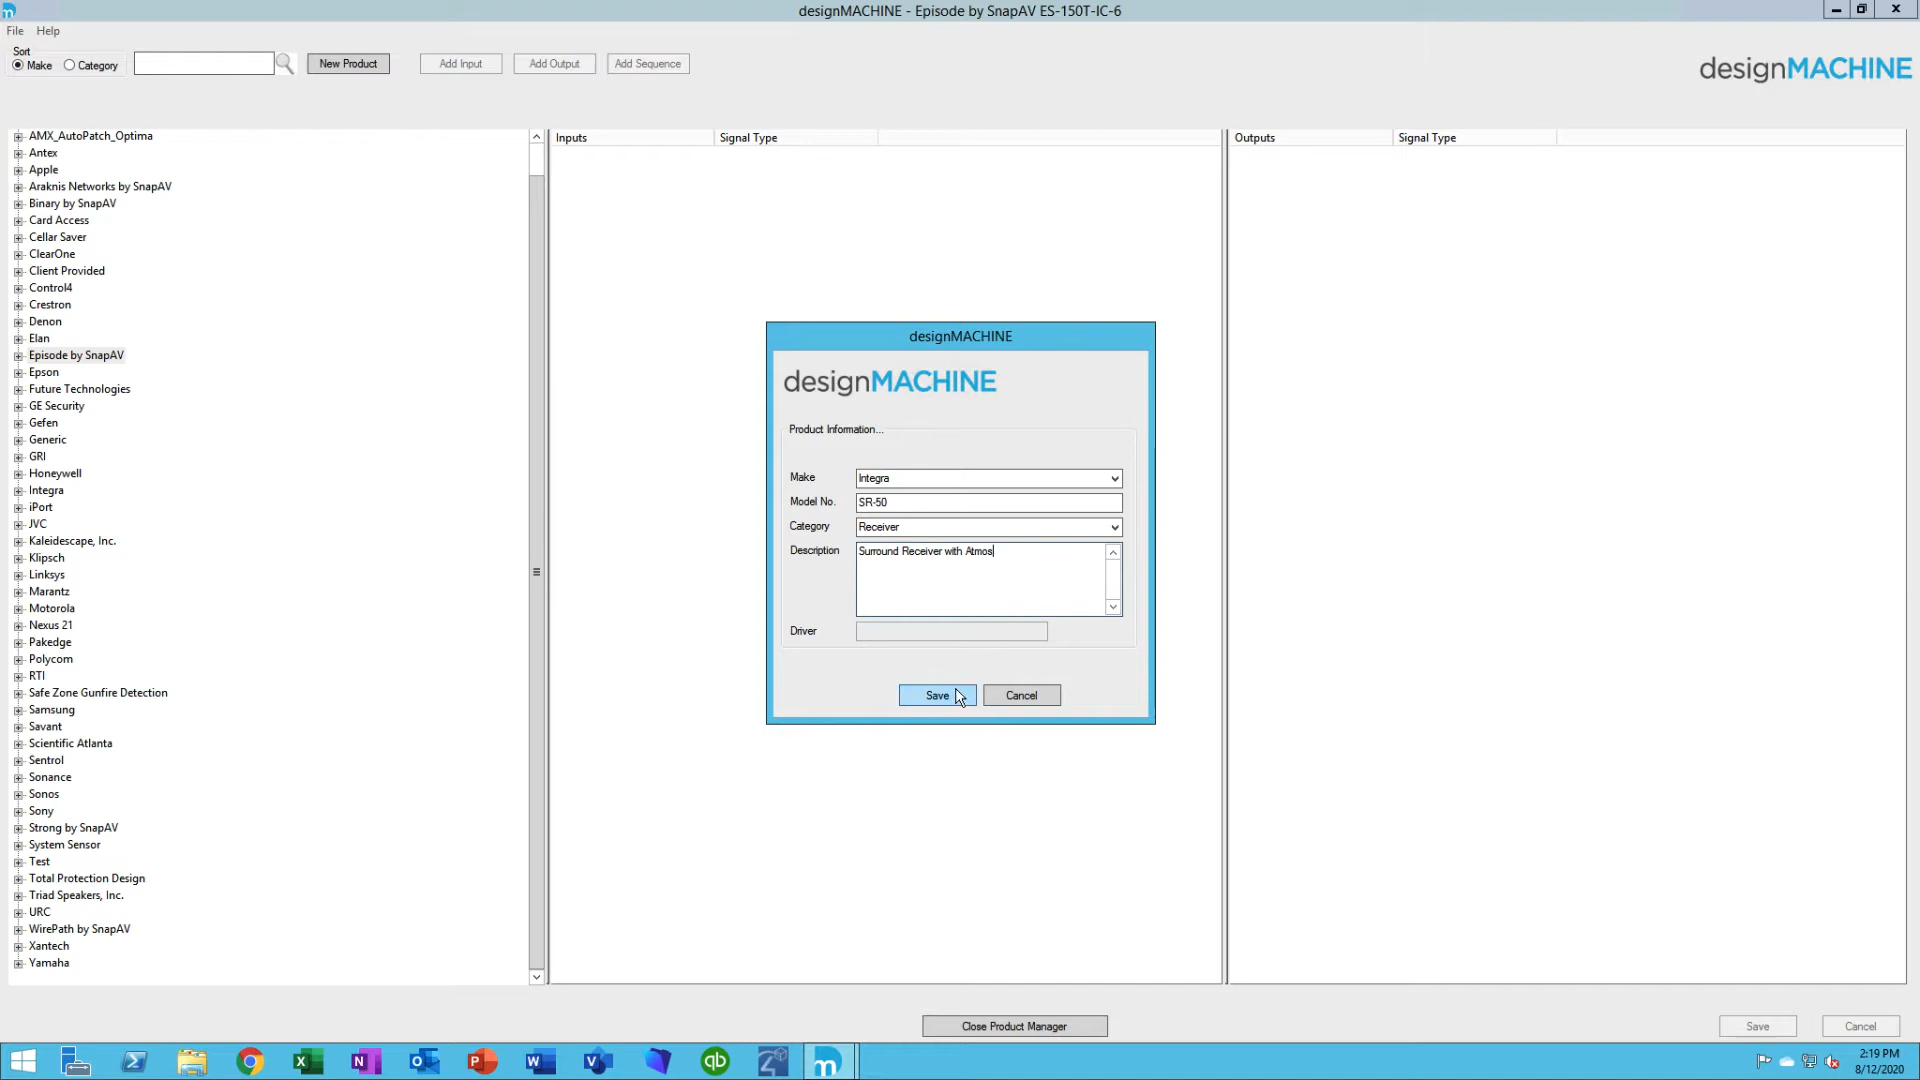 designMACHINE - Episode by SnapAV ES-150T-IC-6
File Help
Sort
Make Category New Product Add Input Add Output Add Sequence
designMACHINE
AMX_AutoPatch_Optima
Antex
Apple
Araknis Networks by SnapAV
Binary by SnapAV
Card Access
Cellar Saver
ClearOne
Client Provided
Control4
Crestron
Denon
Elan
Episode by SnapAV
Epson
Future Technologies
GE Security
Gefen
Generic
GRI
Honeywell
Integra
iPort
JVC
Kaleidescape, Inc.
Klipsch
Linksys
Marantz
Motorola
Nexus 21
Pakedge
Polycom
RTI
Safe Zone Gunfire Detection
Samsung
Savant
Scientific Atlanta
Sentrol
Sonance
Sonos
Sony
Strong by SnapAV
System Sensor
Test
Total Protection Design
Triad Speakers, Inc.
URC
WirePath by SnapAV
Xantech
Yamaha
Inputs Signal Type
Outputs Signal Type
designMACHINE
designMACHINE
Product Information...
Make Integra
Model No. SR-50
Category Receiver
Description Surround Receiver with Atmos
Driver
Save Cancel
Close Product Manager
Save Cancel
2:19 PM
8/12/2020